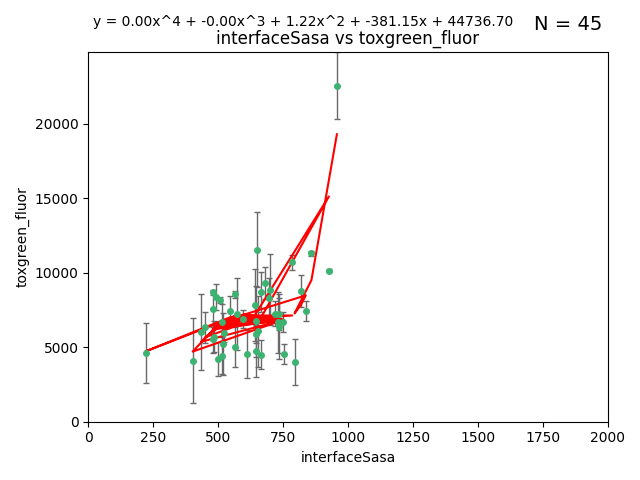 y = 0.00x^4 + -0.00x^3 + 1.22x^2 + -381.15x + 44736.70
N = 45
interfaceSasa vs toxgreen_fluor
toxgreen_fluor
20000
15000
10000
5000
0
0 250 500 750 1000 1250 1500 1750 2000
interfaceSasa